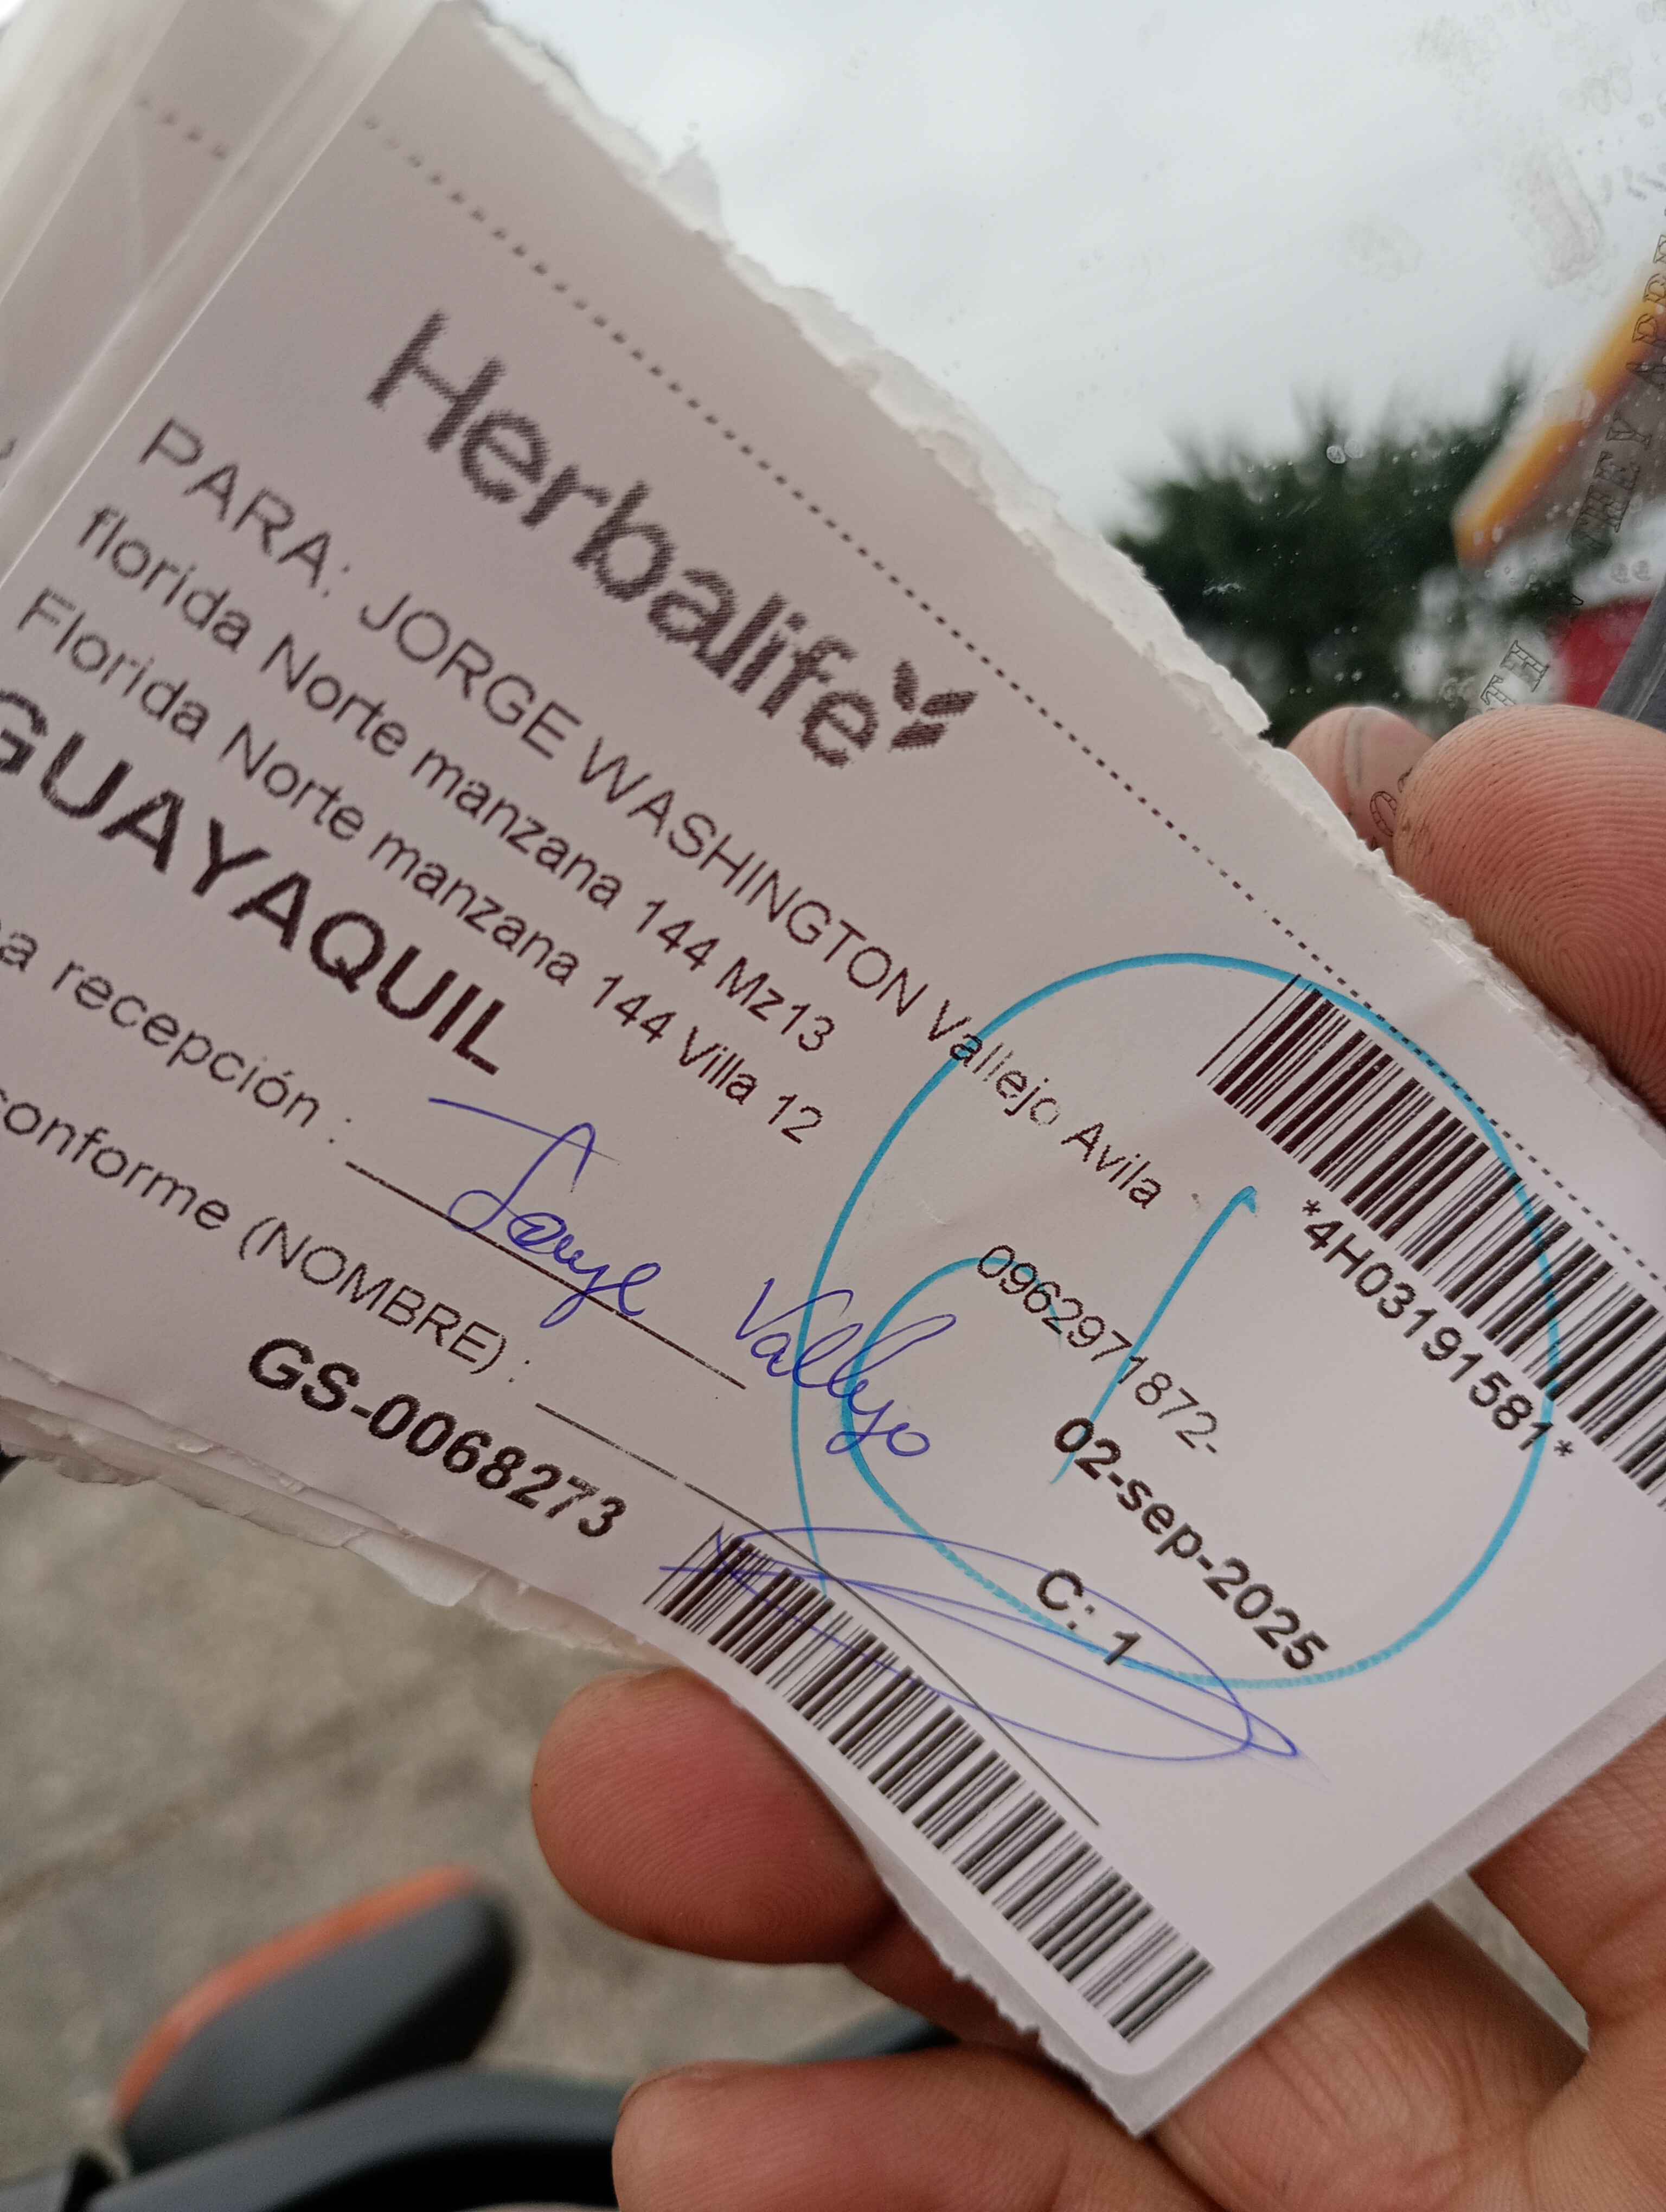 Herbalife
*4H03191581*
PARA: JORGE WASHINGTON Vallejo Avila
florida Norte manzana 144 Mz13
0962971872-
Florida Norte manzana 144 Villa 12
02-sep-2025
GUAYAQUIL
C: 1
a recepción :
Jorge Vallejo
conforme (NOMBRE) :
GS-0068273